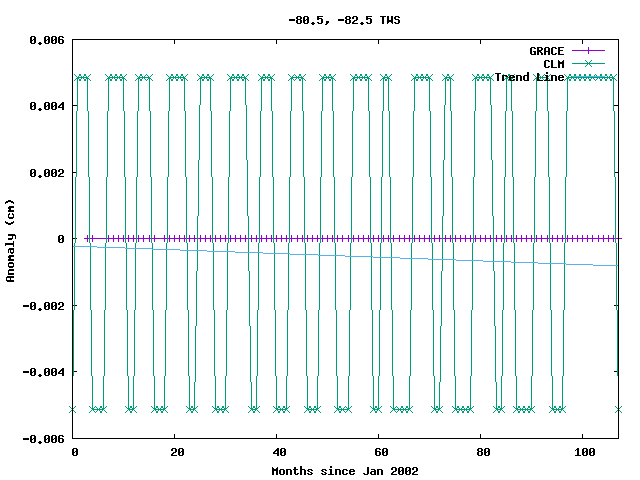 -80.5, -82.5 TWS
0.006
0.004
0.002
0
-0.002
-0.004
-0.006
Anomaly (cm)
GRACE
CLM
Trend Line
0 20 40 60 80 100
Months since Jan 2002